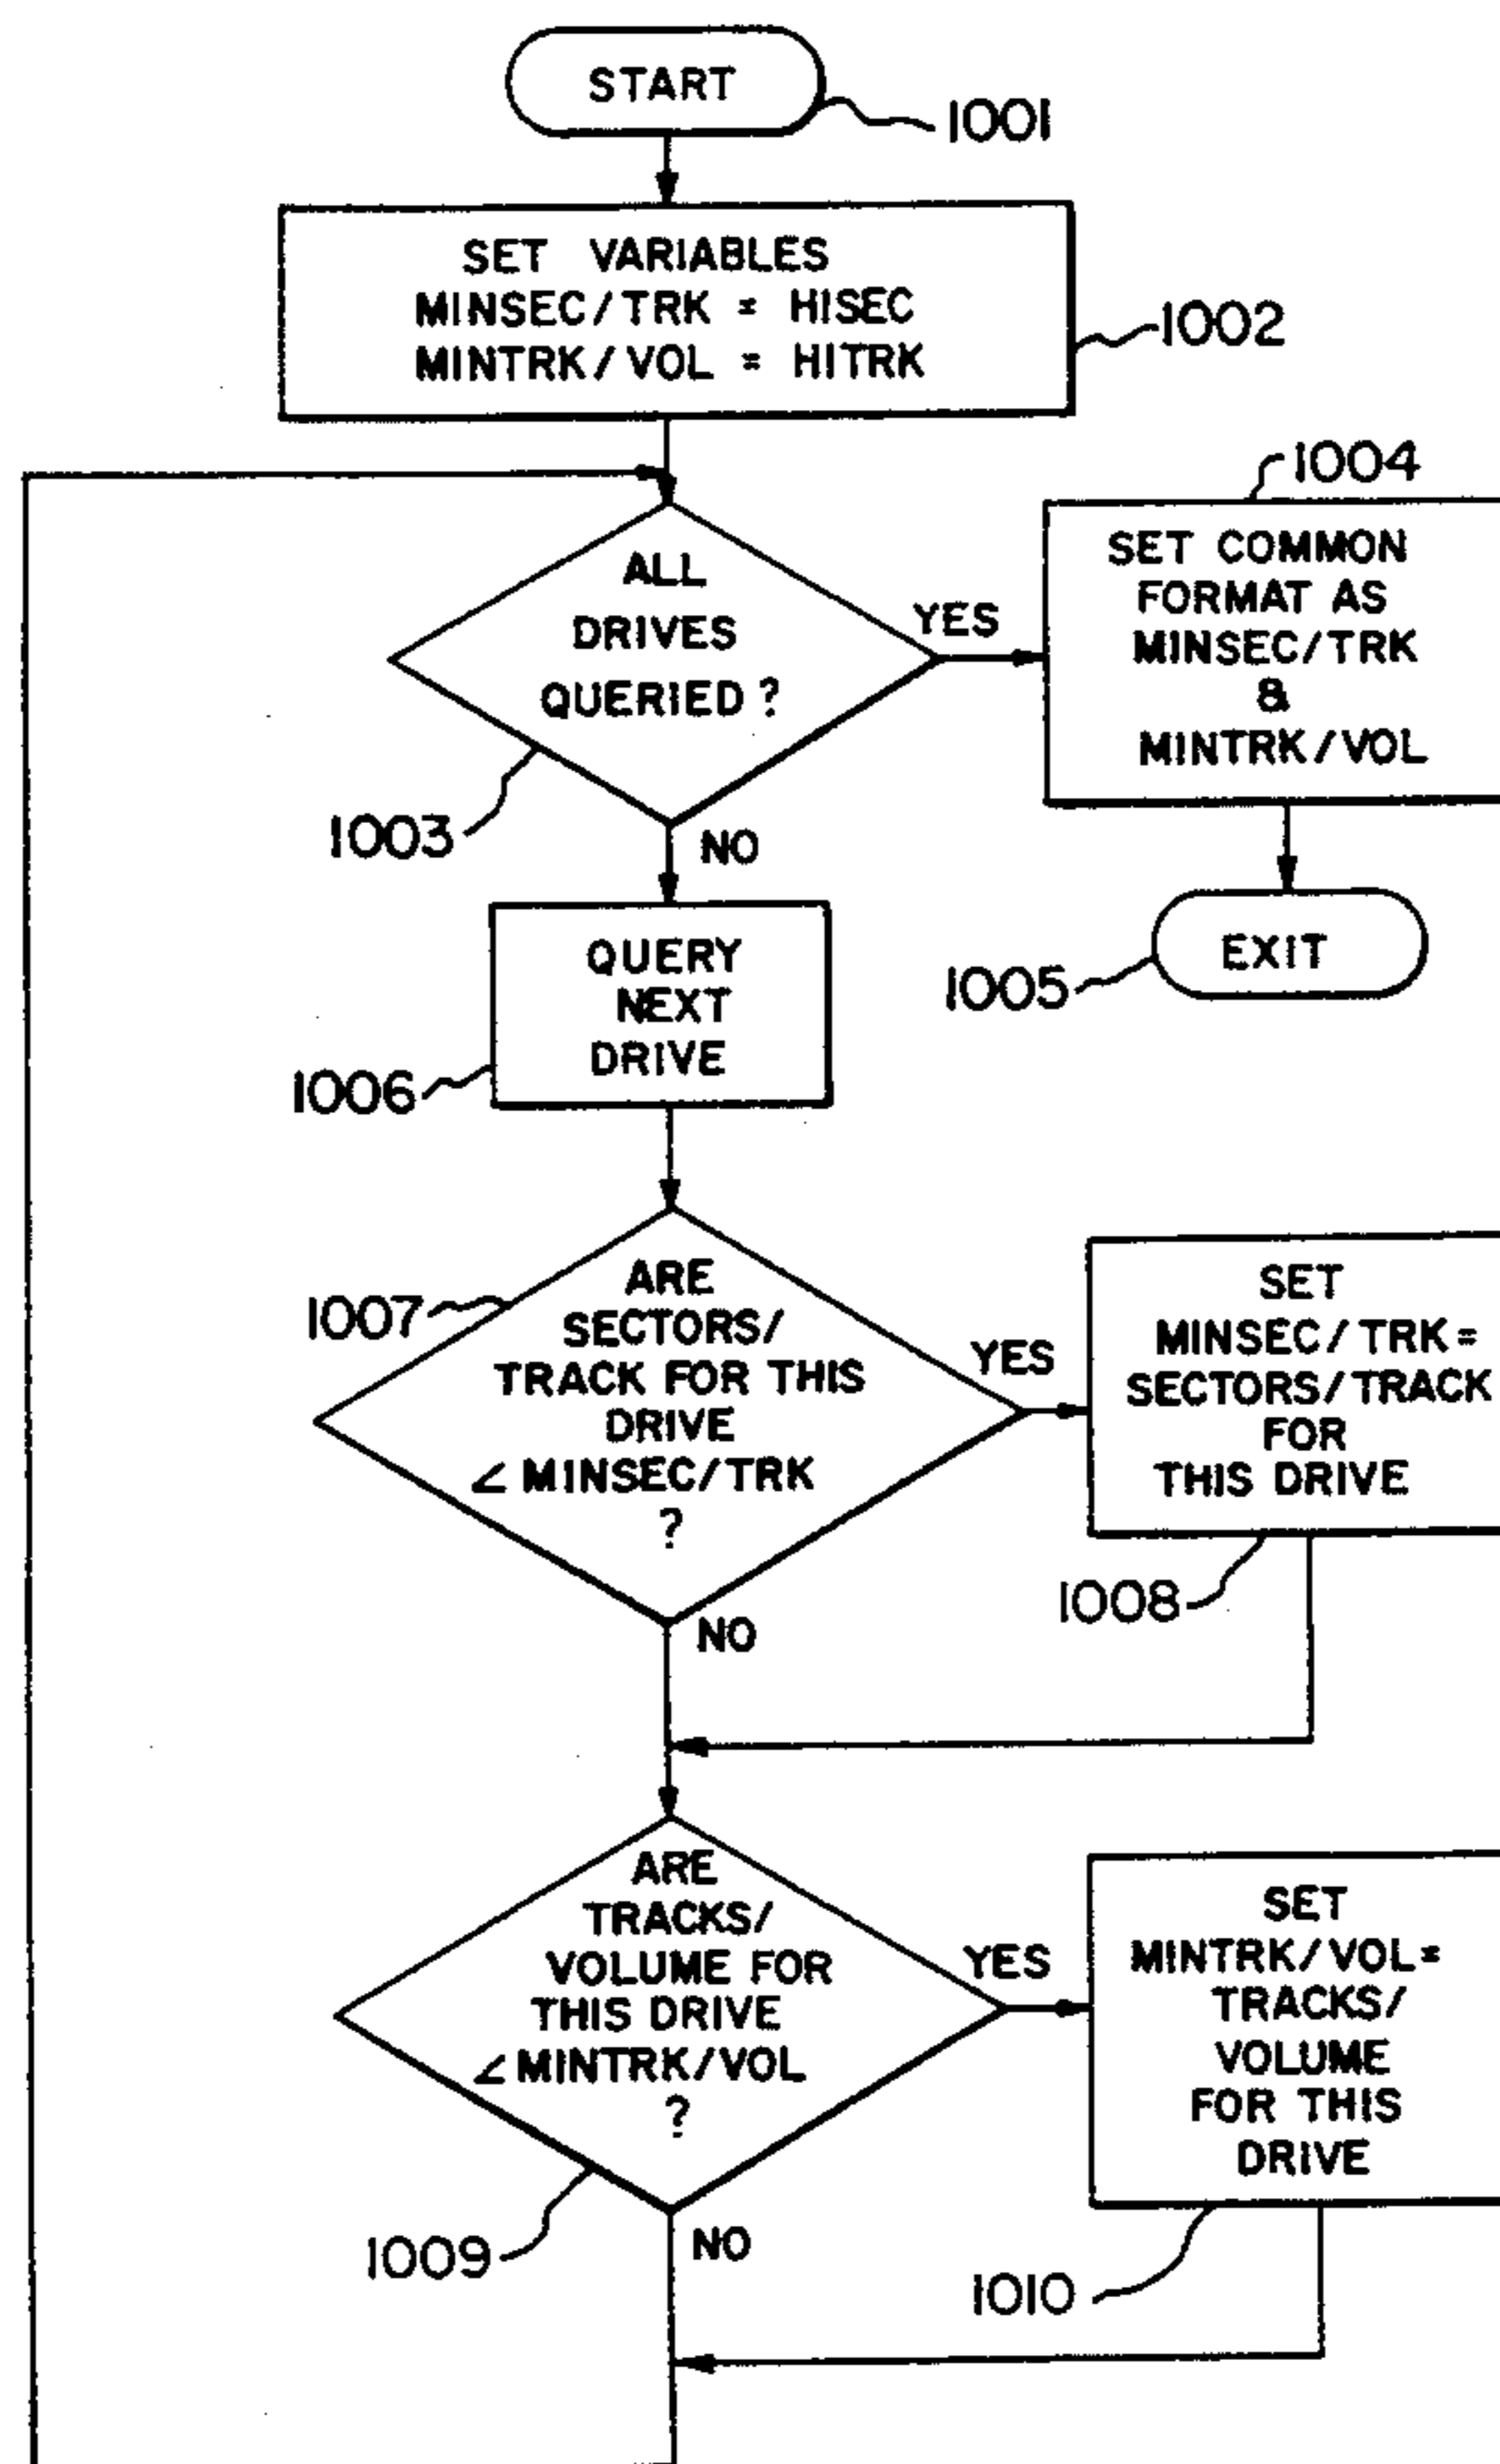 START
1001
SET VARIABLES
MINSEC/TRK = HISEC
MINTRK/VOL = HITRK
1002
ALL
DRIVES
QUERIED ?
1003
YES
NO
1004
SET COMMON
FORMAT AS
MINSEC/TRK
&
MINTRK/VOL
EXIT
1005
QUERY
NEXT
DRIVE
1006
ARE
SECTORS/
TRACK FOR THIS
DRIVE
∠ MINSEC/TRK
?
1007
YES
NO
SET
MINSEC/TRK=
SECTORS/TRACK
FOR
THIS DRIVE
1008
ARE
TRACKS/
VOLUME FOR
THIS DRIVE
∠ MINTRK/VOL
?
1009
YES
NO
SET
MINTRK/VOL=
TRACKS/
VOLUME
FOR THIS
DRIVE
1010